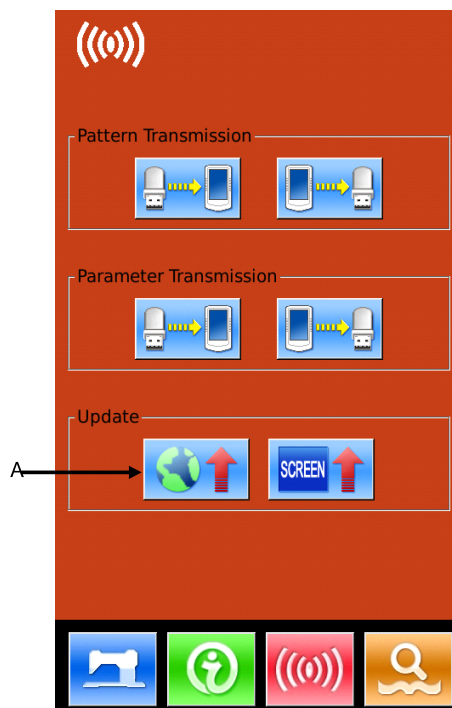 Pattern Transmission
Parameter Transmission
Update
A
SCREEN